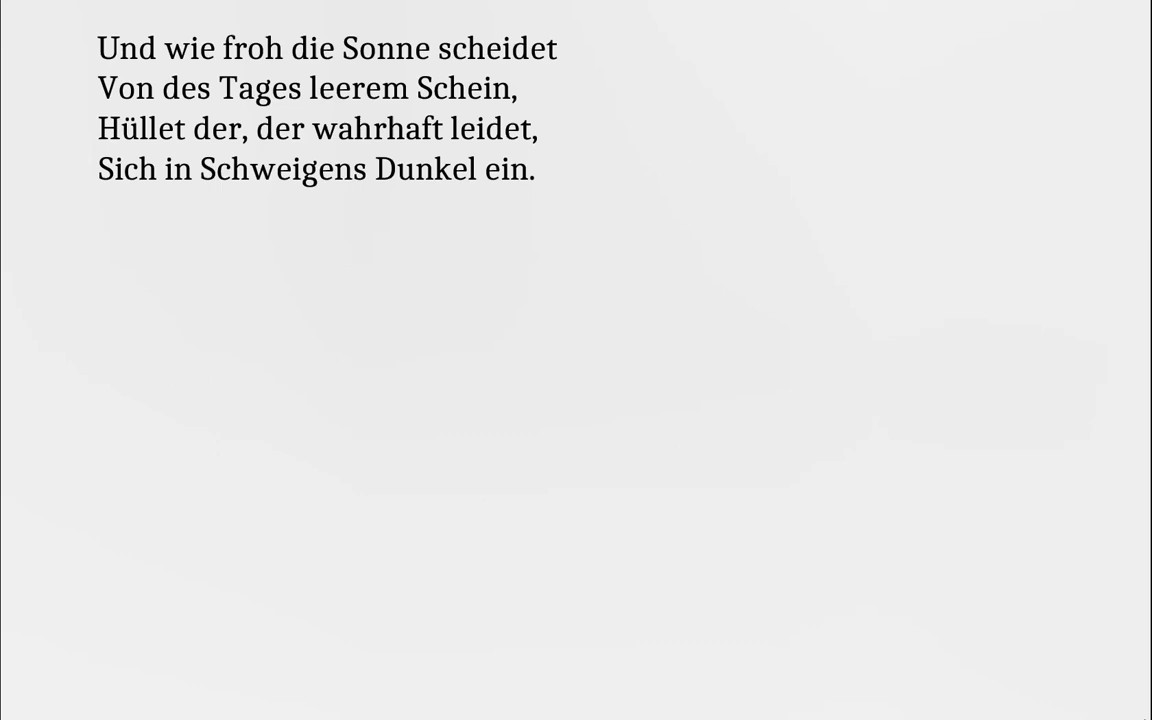 Und wie froh die Sonne scheidet
Von des Tages leerem Schein,
Hüllet der, der wahrhaft leidet,
Sich in Schweigens Dunkel ein.